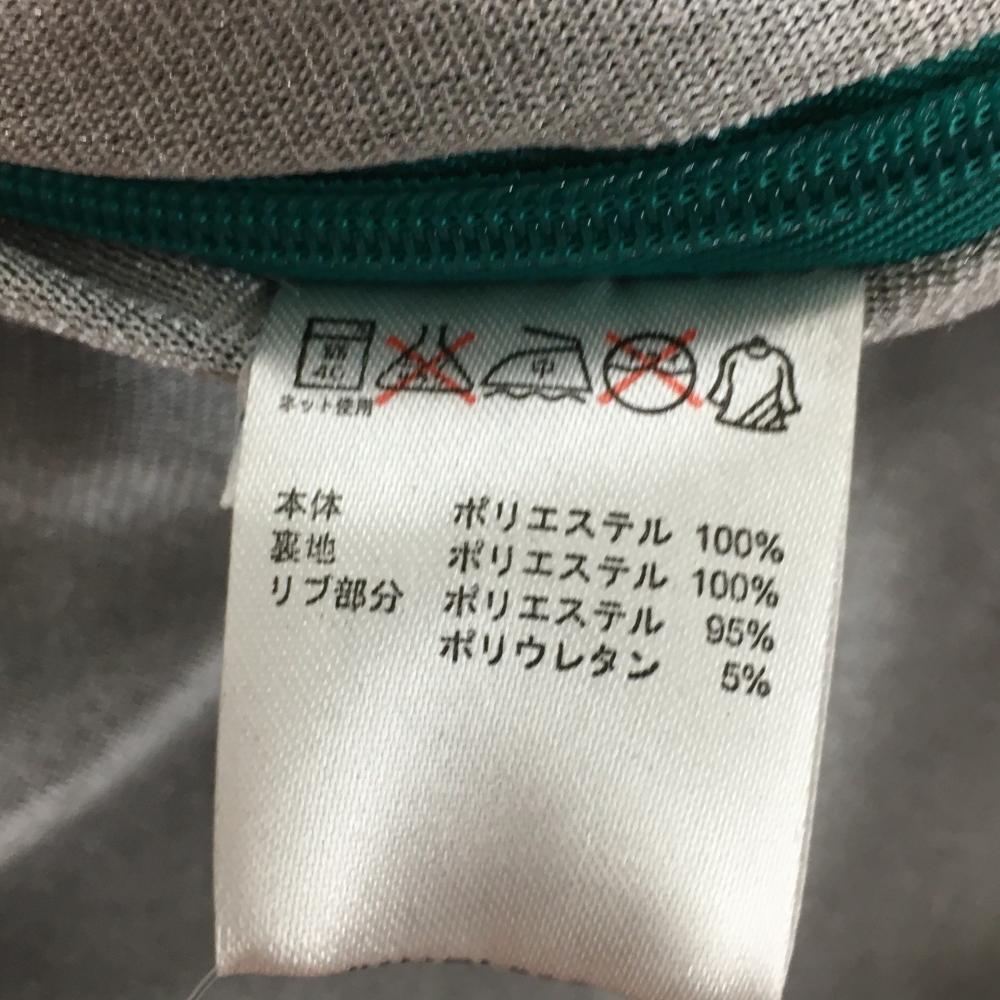 弱
40
中
ネット使用
本体 ポリエステル 100%
裏地 ポリエステル 100%
リブ部分 ポリエステル 95%
ポリウレタン 5%